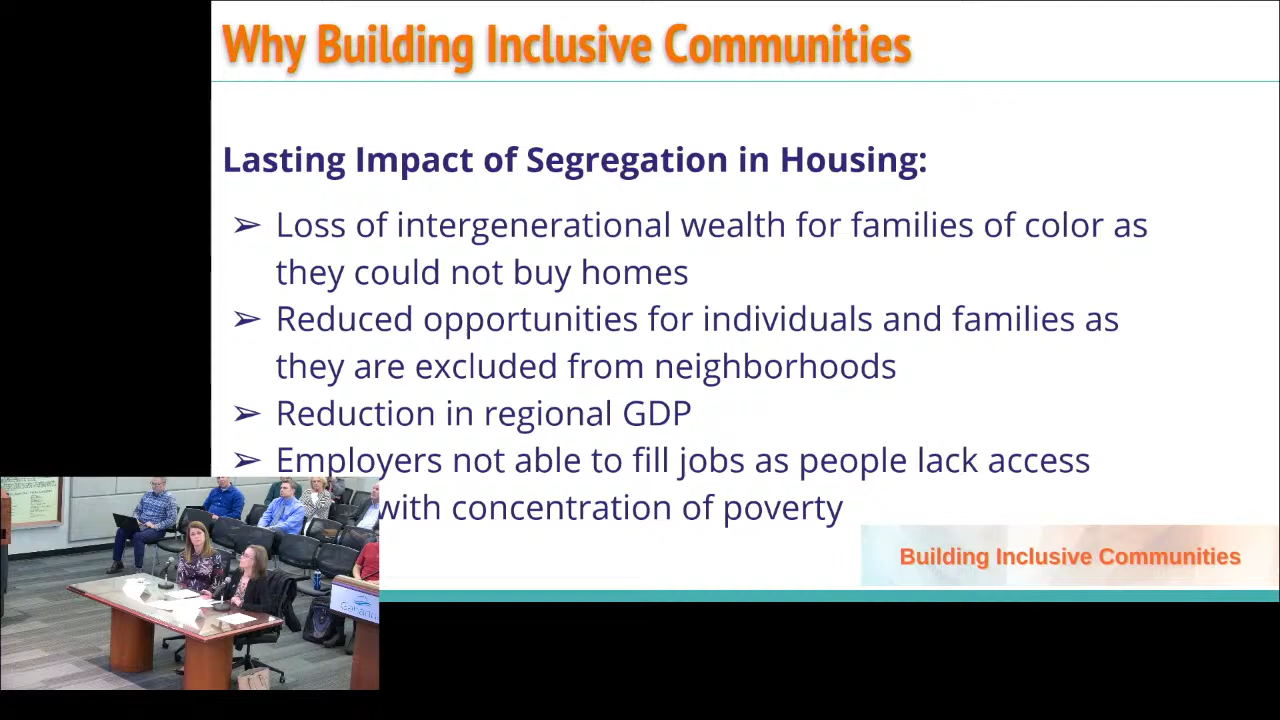 Why Building Inclusive Communities
Lasting Impact of Segregation in Housing:
➢ Loss of intergenerational wealth for families of color as
they could not buy homes
➢ Reduced opportunities for individuals and families as
they are excluded from neighborhoods
➢ Reduction in regional GDP
➢ Employers not able to fill jobs as people lack access
with concentration of poverty
Building Inclusive Communities